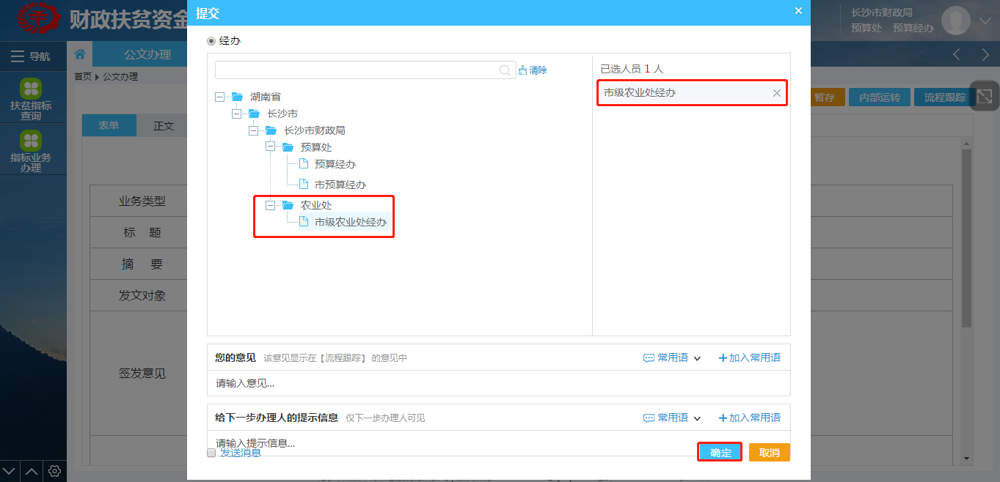 财政扶贫资金
提交
长沙市财政局
预算处 预算经办
导航
公文办理
经办
首页 公文办理
清除
已选人员 1 人
市级农业处经办
扶贫指标
查询
湖南省
长沙市
长沙市财政局
预算处
预算经办
市预算经办
农业处
市级农业处经办
暂存
内部运转
流程跟踪
表单
正文
指标业务
办理
业务类型
标 题
摘 要
发文对象
签发意见
您的意见 该意见显示在【流程跟踪】 的意见中
常用语
加入常用语
请输入意见...
给下一步办理人的提示信息 仅下一步办理人可见
常用语
加入常用语
请输入提示信息...
发送消息
确定
取消